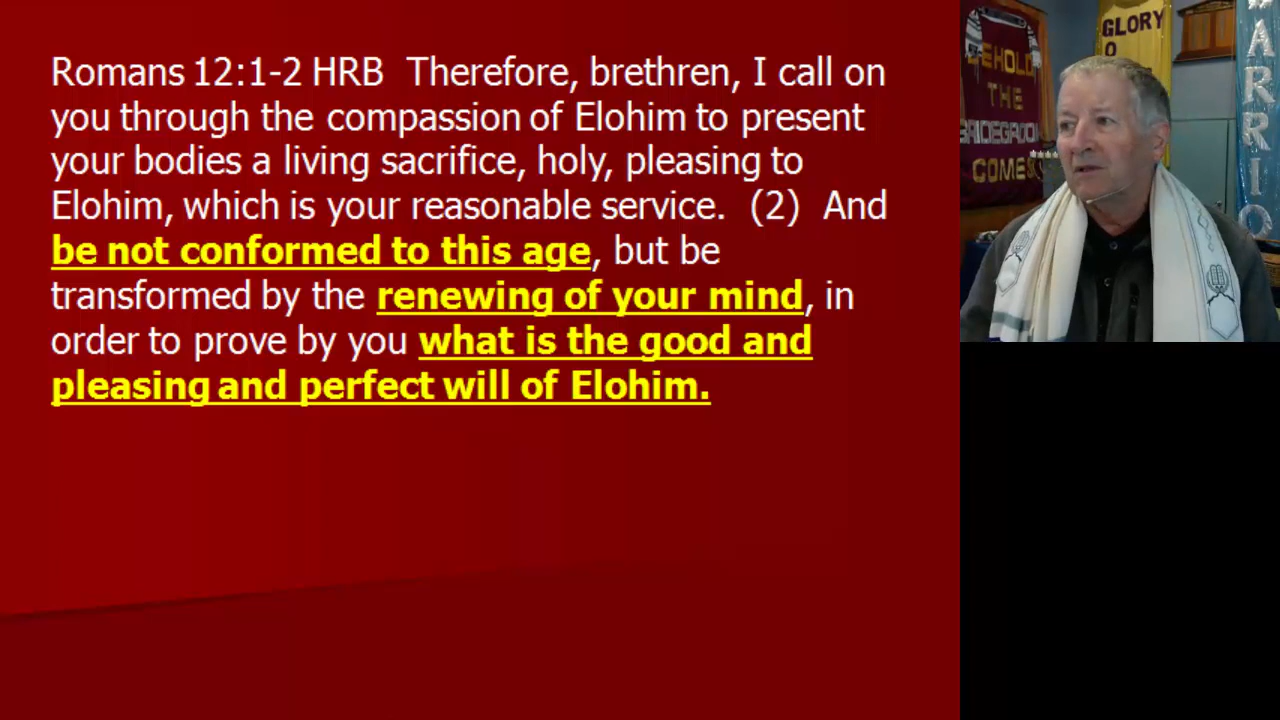 Romans 12:1-2 HRB  Therefore, brethren, I call on
you through the compassion of Elohim to present
your bodies a living sacrifice, holy, pleasing to
Elohim, which is your reasonable service.  (2)  And
be not conformed to this age, but be
transformed by the renewing of your mind, in
order to prove by you what is the good and
pleasing and perfect will of Elohim.
GLORY
O
BEHOLD
THE
BRIDEGROO
COMES
WARRIO